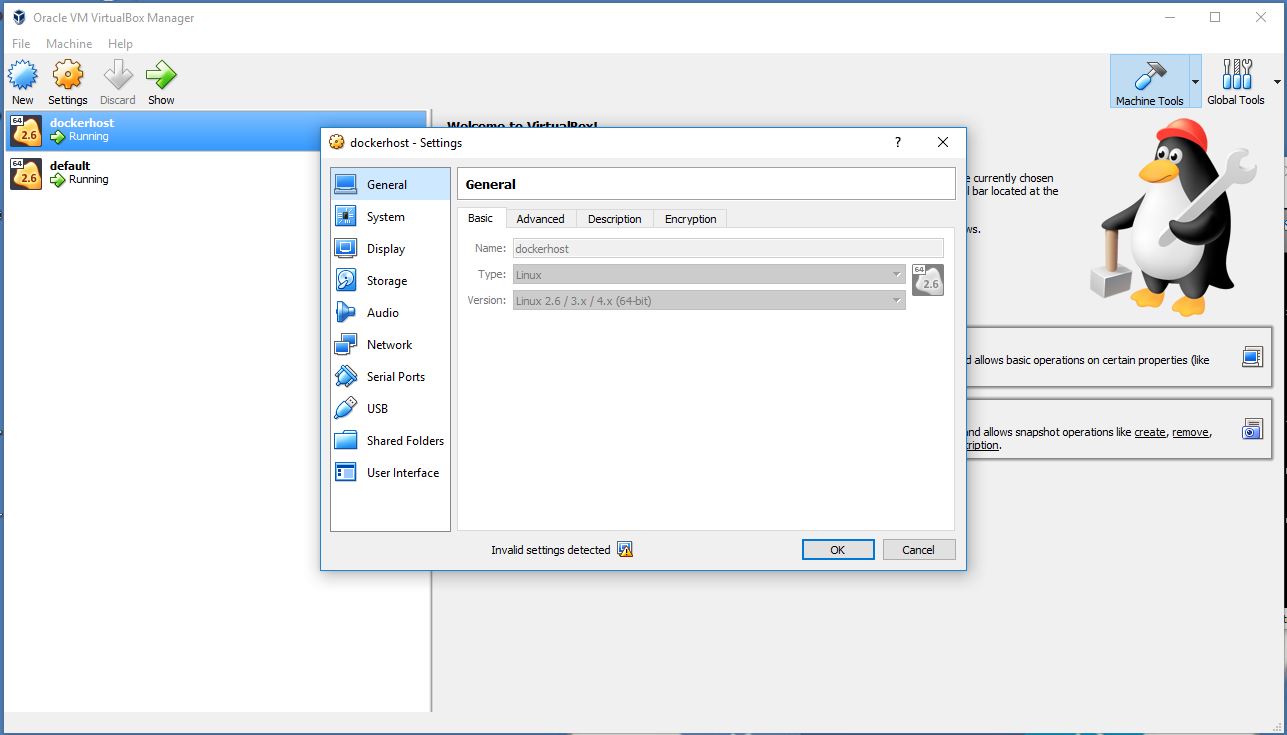 Oracle VM VirtualBox Manager
File Machine Help
New Settings Discard Show
Machine Tools Global Tools
64 2.6 dockerhost
Running
64 2.6 default
Running
Welcome to VirtualBox!
e currently chosen
l bar located at the
ws.
d allows basic operations on certain properties (like
nd allows snapshot operations like create, remove,
cription.
dockerhost - Settings ?
General
System
Display
Storage
Audio
Network
Serial Ports
USB
Shared Folders
User Interface
General
Basic Advanced Description Encryption
Name: dockerhost
Type: Linux
Version: Linux 2.6 / 3.x / 4.x (64-bit)
64 2.6
Invalid settings detected
OK Cancel